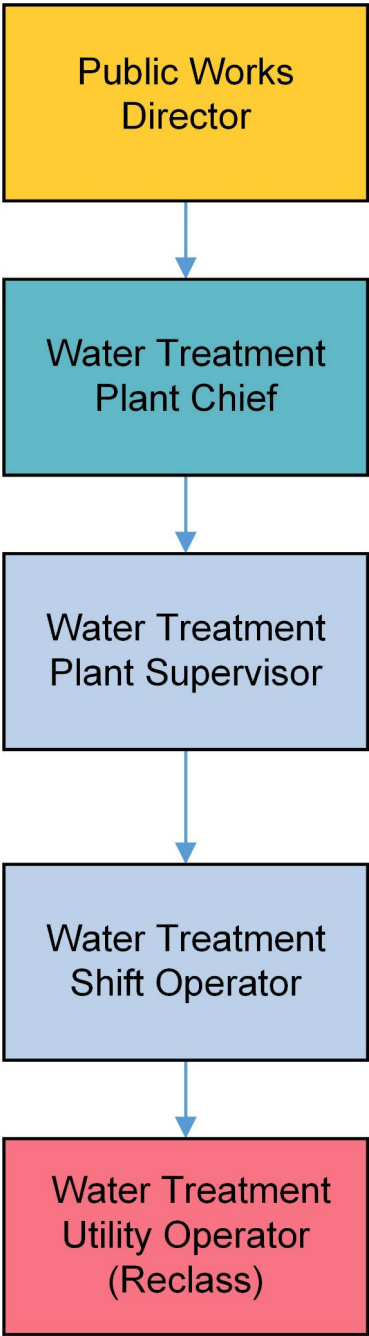 Public Works
Director
Water Treatment
Plant Chief
Water Treatment
Plant Supervisor
Water Treatment
Shift Operator
Water Treatment
Utility Operator
(Reclass)